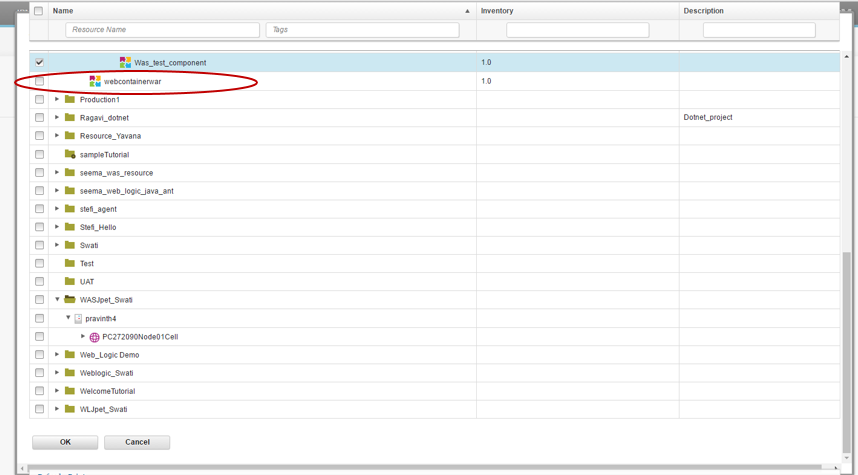 Name Inventory Description
Resource Name Tags
Was_test_component 1.0
webcontainerwar 1.0
Production1
Ragavi_dotnet Dotnet_project
Resource_Yavana
sampleTutorial
seema_was_resource
seema_web_logic_java_ant
stefi_agent
Stefi_Hello
Swati
Test
UAT
WASJpet_Swati
pravinth4
PC272090Node01Cell
Web_Logic Demo
Weblogic_Swati
WelcomeTutorial
WLJpet_Swati
OK Cancel